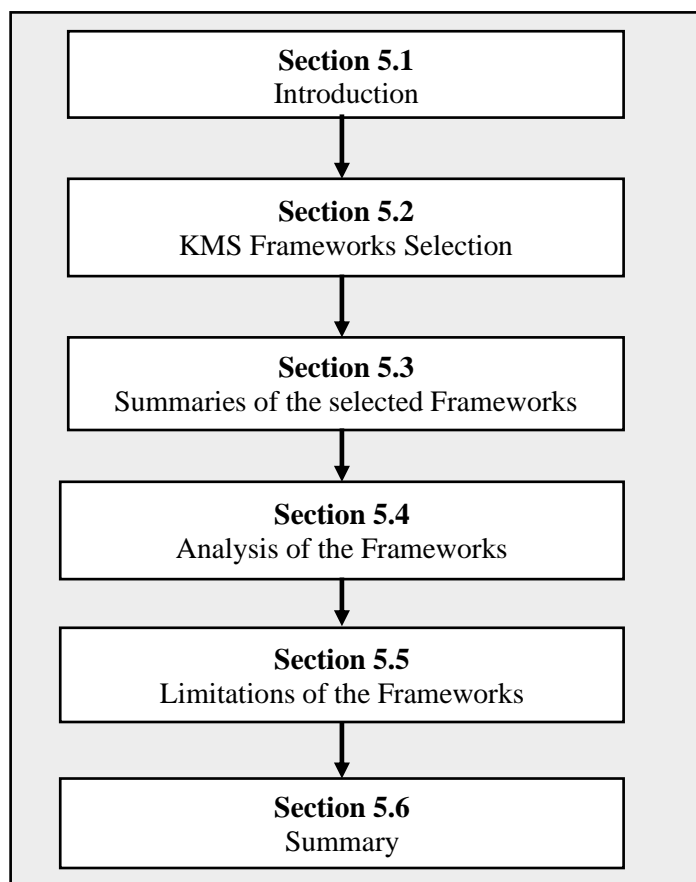 Section 5.1
Introduction
Section 5.2
KMS Frameworks Selection
Section 5.3
Summaries of the selected Frameworks
Section 5.4
Analysis of the Frameworks
Section 5.5
Limitations of the Frameworks
Section 5.6
Summary